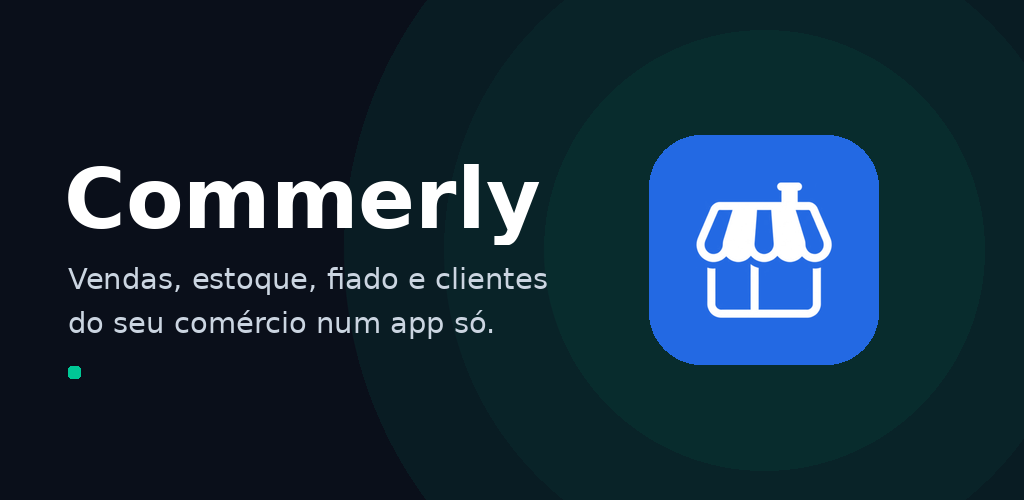 Commerly
Vendas, estoque, fiado e clientes
do seu comércio num app só.